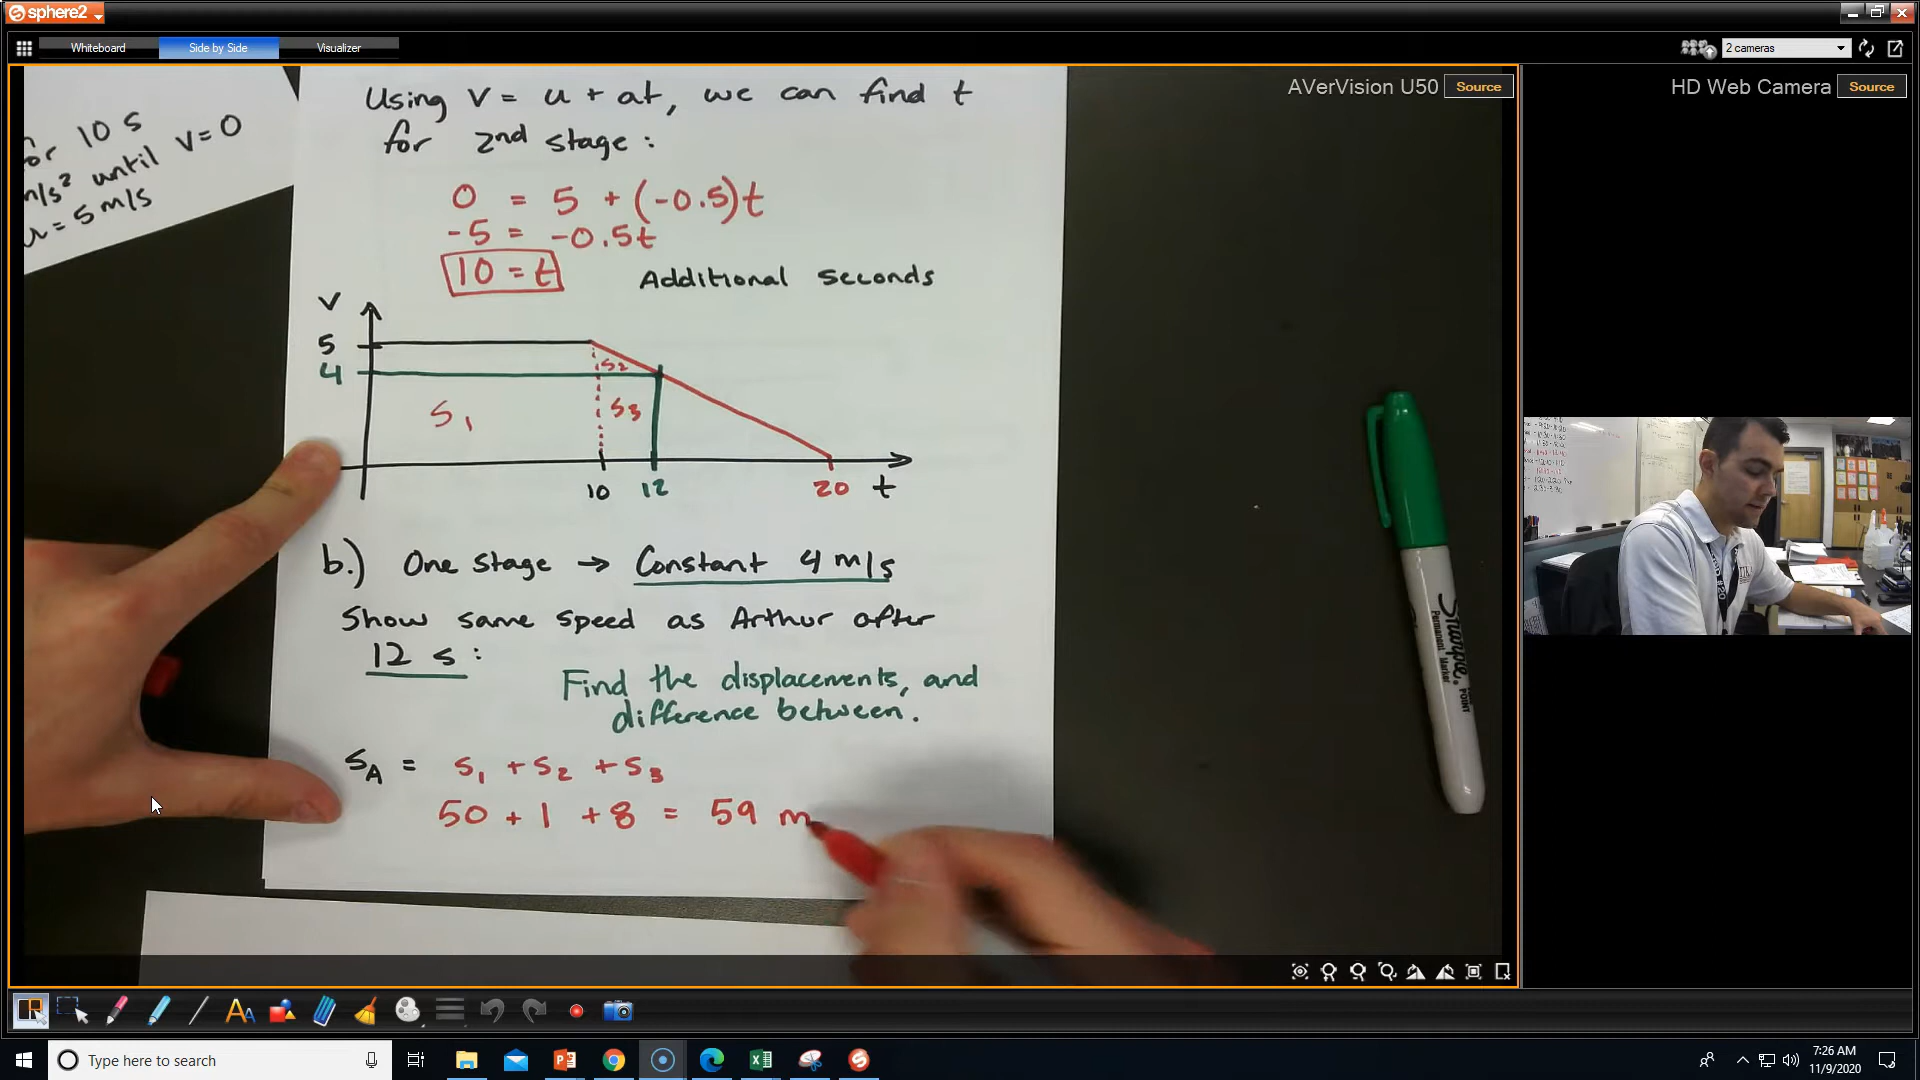 sphere2
Whiteboard
Side by Side
Visualizer
2 cameras
AVerVision U50
Source
HD Web Camera
Source
10 s
m/s² until v=0
u = 5 m/s
Using v = u + at, we can find t
for 2nd stage :
0 = 5 + (-0.5)t
-5 = -0.5t
10 = t
Additional seconds
v
5
4
S₁
S₂
S₃
10
12
20
t
b.) One stage → Constant 4 m/s
Show same speed as Arthur after
12 s :
Find the displacements, and
difference between.
S_A = S₁ + S₂ + S₃
50 + 1 + 8 = 59 m
Sharpie.
Permanent Marker
Type here to search
7:26 AM
11/9/2020